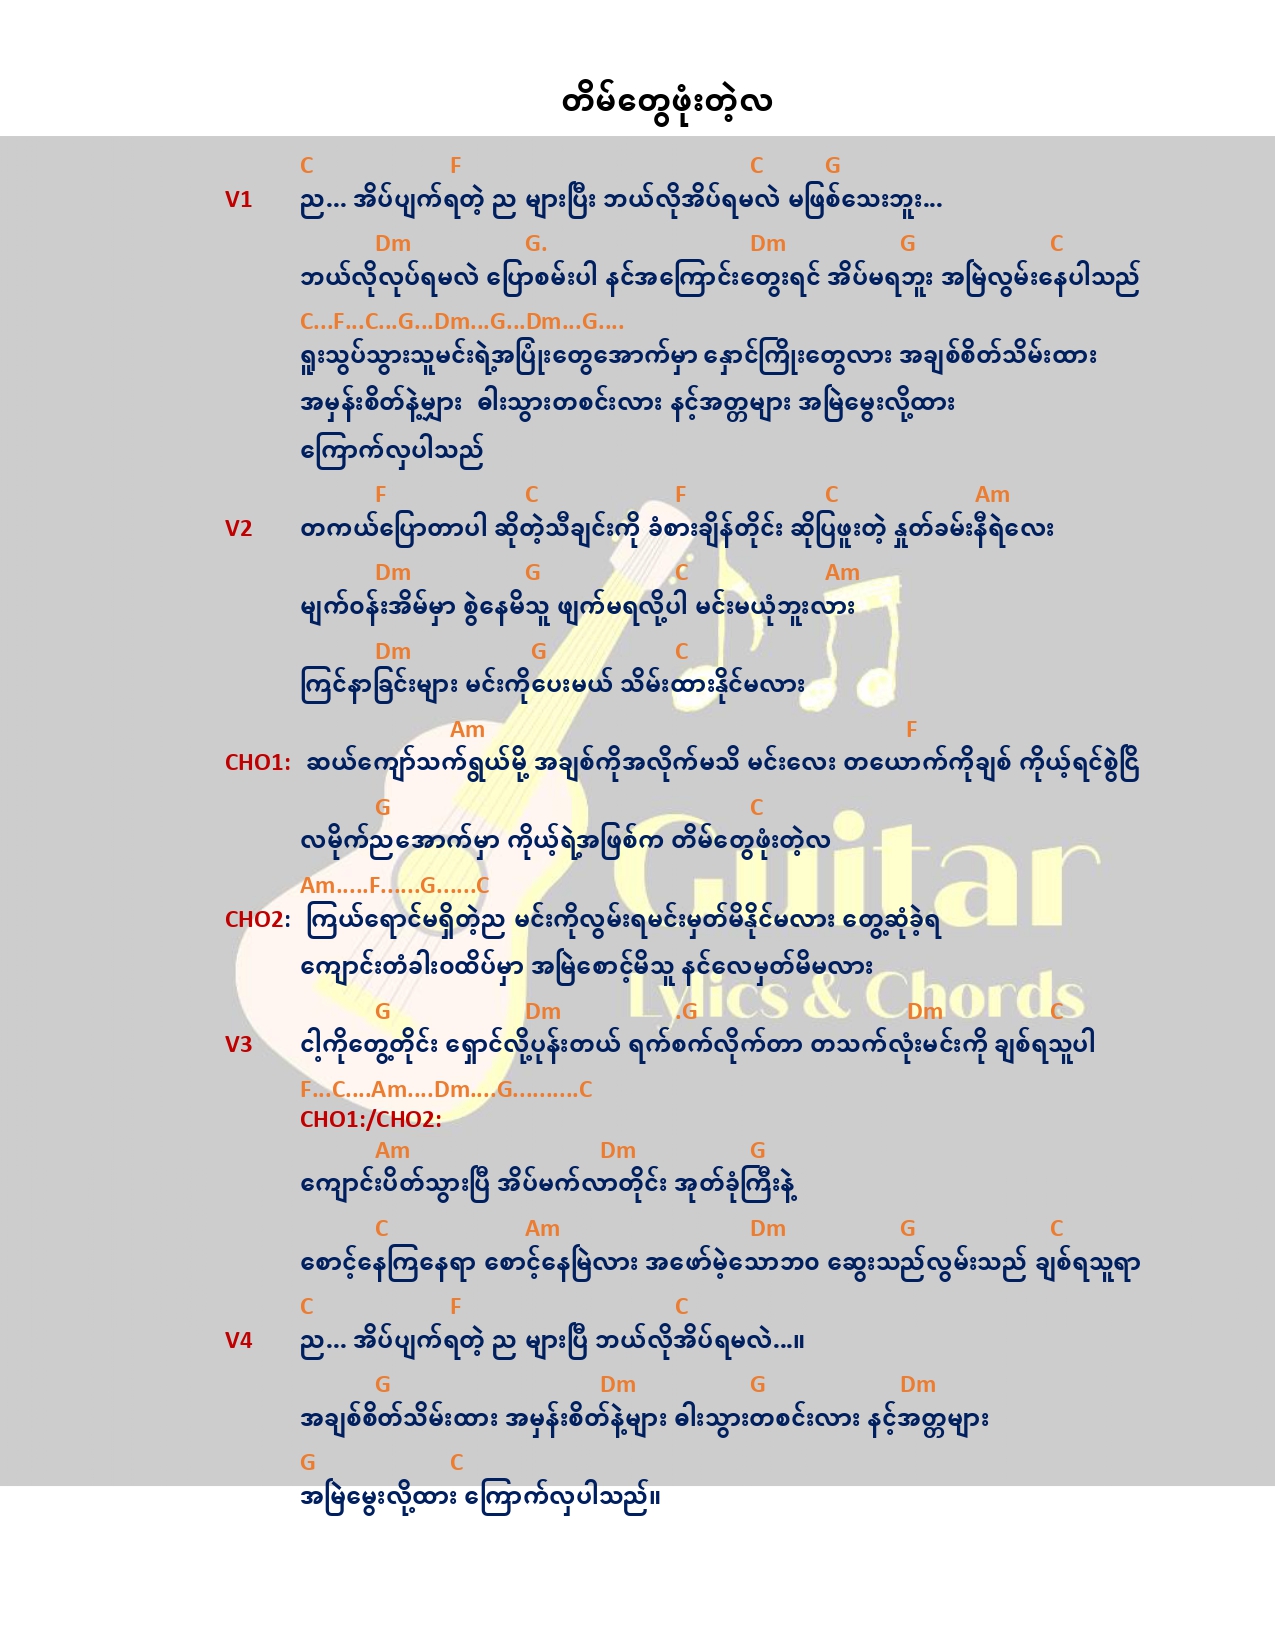 တိမ်တွေဖုံးတဲ့လ
C F C G
V1 ည... အိပ်ပျက်ရတဲ့ ည များပြီး ဘယ်လိုအိပ်ရမလဲ မဖြစ်သေးဘူး...
Dm G. Dm G C
ဘယ်လိုလုပ်ရမလဲ ပြောစမ်းပါ နင်အကြောင်းတွေးရင် အိပ်မရဘူး အမြဲလွမ်းနေပါသည်
C...F...C...G...Dm...G...Dm...G....
ရူးသွပ်သွားသူမင်းရဲ့အပြုံးတွေအောက်မှာ နှောင်ကြိုးတွေလား အချစ်စိတ်သိမ်းထား
အမှန်းစိတ်နဲ့မျှား ဓါးသွားတစင်းလား နင့်အတ္တများ အမြဲမွေးလို့ထား
ကြောက်လှပါသည်
F C F C Am
V2 တကယ်ပြောတာပါ ဆိုတဲ့သီချင်းကို ခံစားချိန်တိုင်း ဆိုပြဖူးတဲ့ နှုတ်ခမ်းနီရဲလေး
Dm G C Am
မျက်ဝန်းအိမ်မှာ စွဲနေမိသူ ဖျက်မရလို့ပါ မင်းမယုံဘူးလား
Dm G C
ကြင်နာခြင်းများ မင်းကိုပေးမယ် သိမ်းထားနိုင်မလား
Am F
CHO1: ဆယ်ကျော်သက်ရွယ်မို့ အချစ်ကိုအလိုက်မသိ မင်းလေး တယောက်ကိုချစ် ကိုယ့်ရင်စွဲငြိ
G C
လမိုက်ညအောက်မှာ ကိုယ့်ရဲ့အဖြစ်က တိမ်တွေဖုံးတဲ့လ
Am.....F......G......C
CHO2: ကြယ်ရောင်မရှိတဲ့ည မင်းကိုလွမ်းရမင်းမှတ်မိနိုင်မလား တွေ့ဆုံခဲ့ရ
ကျောင်းတံခါးဝထိပ်မှာ အမြဲစောင့်မိသူ နင်လေမှတ်မိမလား
G Dm .G Dm C
V3 ငါ့ကိုတွေ့တိုင်း ရှောင်လို့ပုန်းတယ် ရက်စက်လိုက်တာ တသက်လုံးမင်းကို ချစ်ရသူပါ
F...C....Am....Dm....G..........C
CHO1:/CHO2:
Am Dm G
ကျောင်းပိတ်သွားပြီ အိပ်မက်လာတိုင်း အုတ်ခုံကြီးနဲ့
C Am Dm G C
စောင့်နေကြနေရာ စောင့်နေမြဲလား အဖော်မဲ့သောဘဝ ဆွေးသည်လွမ်းသည် ချစ်ရသူရာ
C F C
V4 ည... အိပ်ပျက်ရတဲ့ ည များပြီ ဘယ်လိုအိပ်ရမလဲ...။
G Dm G Dm
အချစ်စိတ်သိမ်းထား အမှန်းစိတ်နဲ့များ ဓါးသွားတစင်းလား နင့်အတ္တများ
G C
အမြဲမွေးလို့ထား ကြောက်လှပါသည်။
Guitar
Lylics & Chords